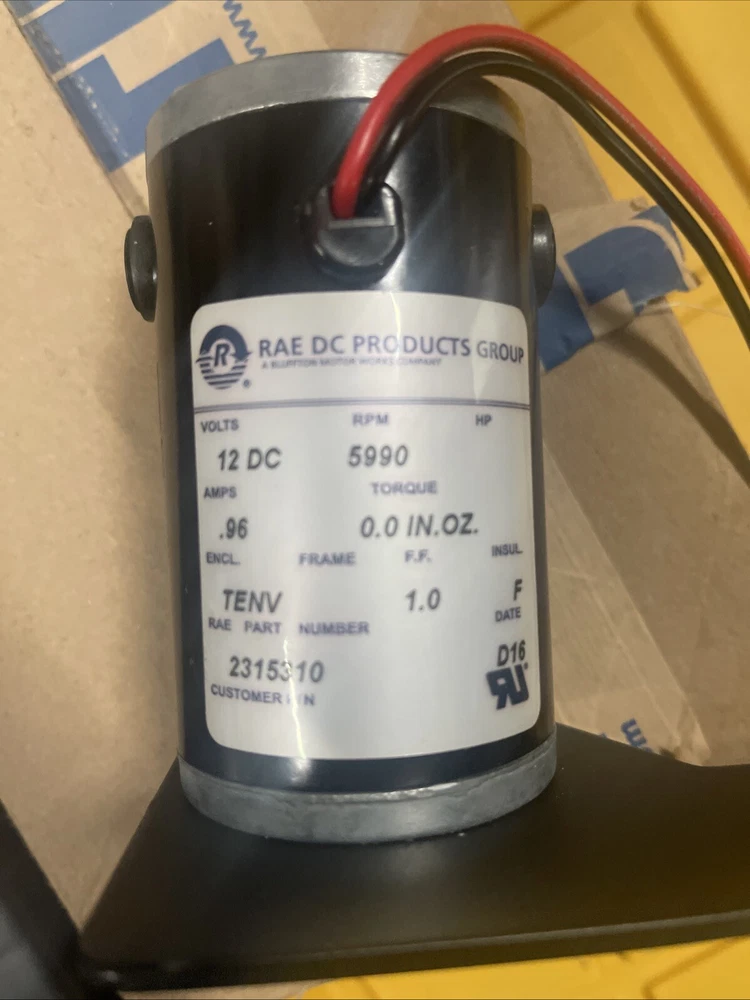 R
RAE DC PRODUCTS GROUP
A BLUFFTON MOTOR WORKS COMPANY
®
VOLTS RPM HP
12 DC 5990
AMPS TORQUE
.96 0.0 IN.OZ.
ENCL. FRAME F.F. INSUL.
TENV 1.0 F
RAE PART NUMBER DATE
2315310 D16
CUSTOMER P/N